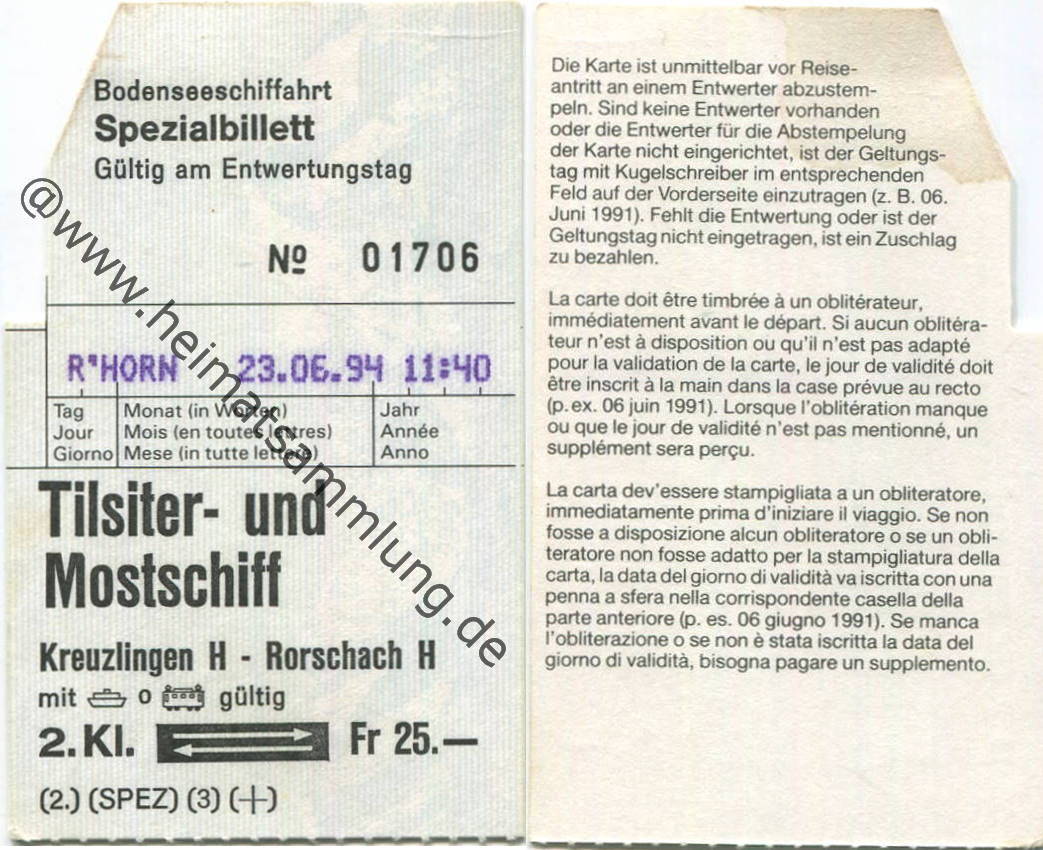 Bodenseeschiffahrt
Spezialbillett
Gültig am Entwertungstag
Nº 01706
R'HORN 23.06.94 11:40
Tag Monat (in Worten) Jahr
Jour Mois (en toutes lettres) Année
Giorno Mese (in tutte lettere) Anno
Tilsiter- und
Mostschiff
Kreuzlingen H - Rorschach H
mit o gültig
2. Kl. Fr 25.—
(2.) (SPEZ) (3) (+)
@www.heimatsammlung.de
Die Karte ist unmittelbar vor Reise-
antritt an einem Entwerter abzustem-
peln. Sind keine Entwerter vorhanden
oder die Entwerter für die Abstempelung
der Karte nicht eingerichtet, ist der Geltungs-
tag mit Kugelschreiber im entsprechenden
Feld auf der Vorderseite einzutragen (z. B. 06.
Juni 1991). Fehlt die Entwertung oder ist der
Geltungstag nicht eingetragen, ist ein Zuschlag
zu bezahlen.
La carte doit être timbrée à un oblitérateur,
immédiatement avant le départ. Si aucun oblitéra-
teur n'est à disposition ou qu'il n'est pas adapté
pour la validation de la carte, le jour de validité doit
être inscrit à la main dans la case prévue au recto
(p. ex. 06 juin 1991). Lorsque l'oblitération manque
ou que le jour de validité n'est pas mentionné, un
supplément sera perçu.
La carta dev'essere stampigliata a un obliteratore,
immediatamente prima d'iniziare il viaggio. Se non
fosse a disposizione alcun obliteratore o se un obli-
teratore non fosse adatto per la stampigliatura della
carta, la data del giorno di validità va iscritta con una
penna a sfera nella corrispondente casella della
parte anteriore (p. es. 06 giugno 1991). Se manca
l'obliterazione o se non è stata iscritta la data del
giorno di validità, bisogna pagare un supplemento.